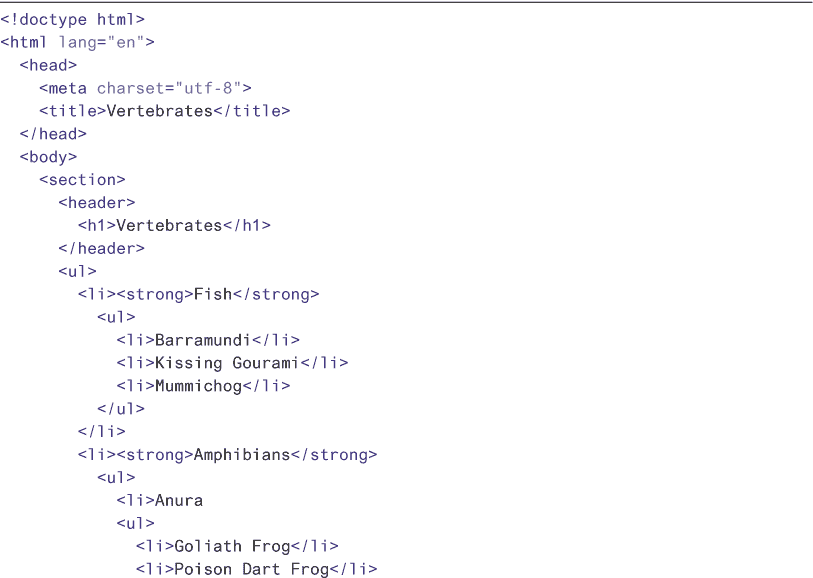 <!doctype html>
<html lang="en">
  <head>
    <meta charset="utf-8">
    <title>Vertebrates</title>
  </head>
  <body>
    <section>
      <header>
        <h1>Vertebrates</h1>
      </header>
      <ul>
        <li><strong>Fish</strong>
          <ul>
            <li>Barramundi</li>
            <li>Kissing Gourami</li>
            <li>Mummichog</li>
          </ul>
        </li>
        <li><strong>Amphibians</strong>
          <ul>
            <li>Anura
            <ul>
              <li>Goliath Frog</li>
              <li>Poison Dart Frog</li>